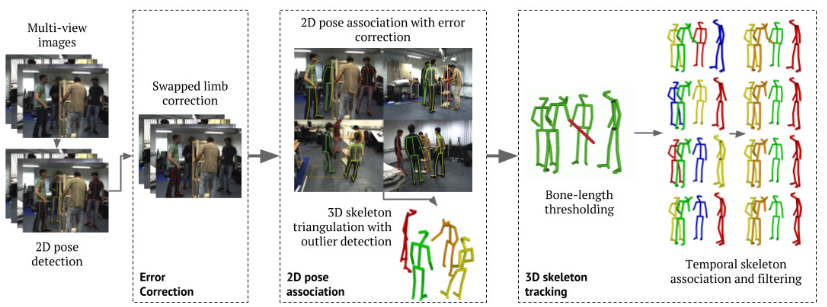 Multi-view
images
2D pose
detection
Swapped limb
correction
Error
Correction
2D pose association with error
correction
3D skeleton
triangulation with
outlier detection
2D pose
association
Bone-length
thresholding
3D skeleton
tracking
Temporal skeleton
association and filtering